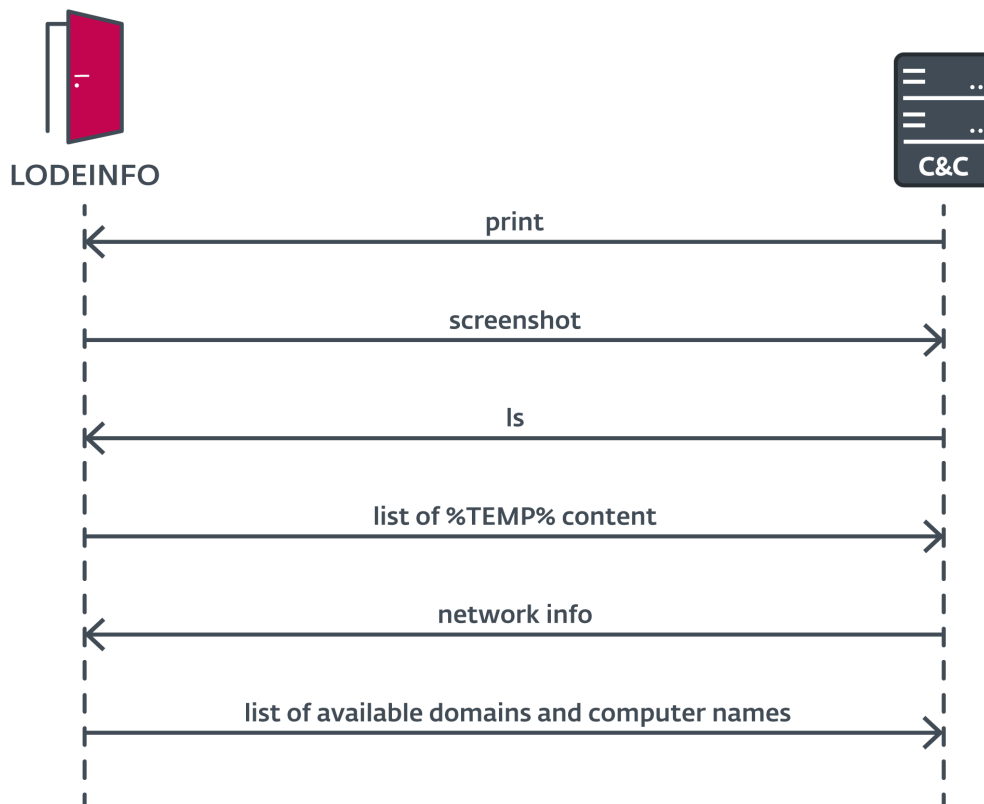 LODEINFO
C&C
print
screenshot
ls
list of %TEMP% content
network info
list of available domains and computer names